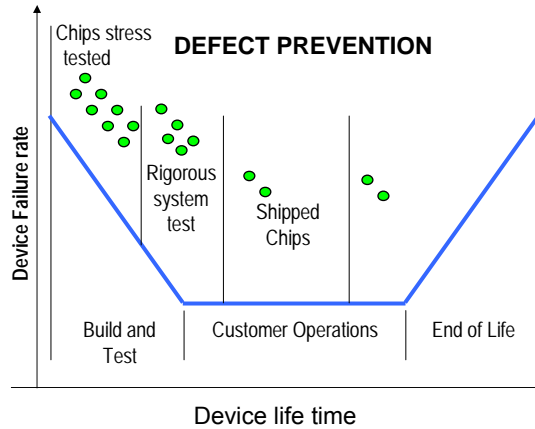 Chips stress
tested
DEFECT PREVENTION
Device Failure rate
Rigorous
system
test
Shipped
Chips
Build and
Test
Customer Operations
End of Life
Device life time